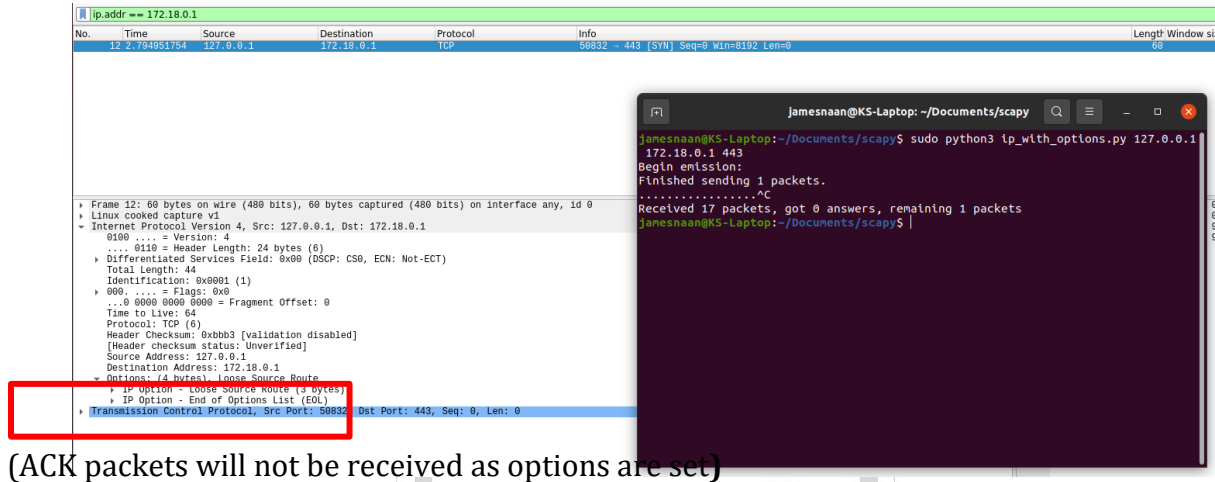 ip.addr == 172.18.0.1
No. Time Source Destination Protocol Info Length Window si
12 2.794951754 127.0.0.1 172.18.0.1 TCP 50832 → 443 [SYN] Seq=0 Win=8192 Len=0 60
jamesnaan@KS-Laptop: ~/Documents/scapy
jamesnaan@KS-Laptop:~/Documents/scapy$ sudo python3 ip_with_options.py 127.0.0.1
172.18.0.1 443
Begin emission:
Finished sending 1 packets.
.................^C
Received 17 packets, got 0 answers, remaining 1 packets
jamesnaan@KS-Laptop:~/Documents/scapy$
Frame 12: 60 bytes on wire (480 bits), 60 bytes captured (480 bits) on interface any, id 0
Linux cooked capture v1
Internet Protocol Version 4, Src: 127.0.0.1, Dst: 172.18.0.1
0100 .... = Version: 4
.... 0110 = Header Length: 24 bytes (6)
Differentiated Services Field: 0x00 (DSCP: CS0, ECN: Not-ECT)
Total Length: 44
Identification: 0x0001 (1)
000. .... = Flags: 0x0
...0 0000 0000 0000 = Fragment Offset: 0
Time to Live: 64
Protocol: TCP (6)
Header Checksum: 0xbbb3 [validation disabled]
[Header checksum status: Unverified]
Source Address: 127.0.0.1
Destination Address: 172.18.0.1
Options: (4 bytes), Loose Source Route
IP Option - Loose Source Route (3 bytes)
IP Option - End of Options List (EOL)
Transmission Control Protocol, Src Port: 50832, Dst Port: 443, Seq: 0, Len: 0
(ACK packets will not be received as options are set)